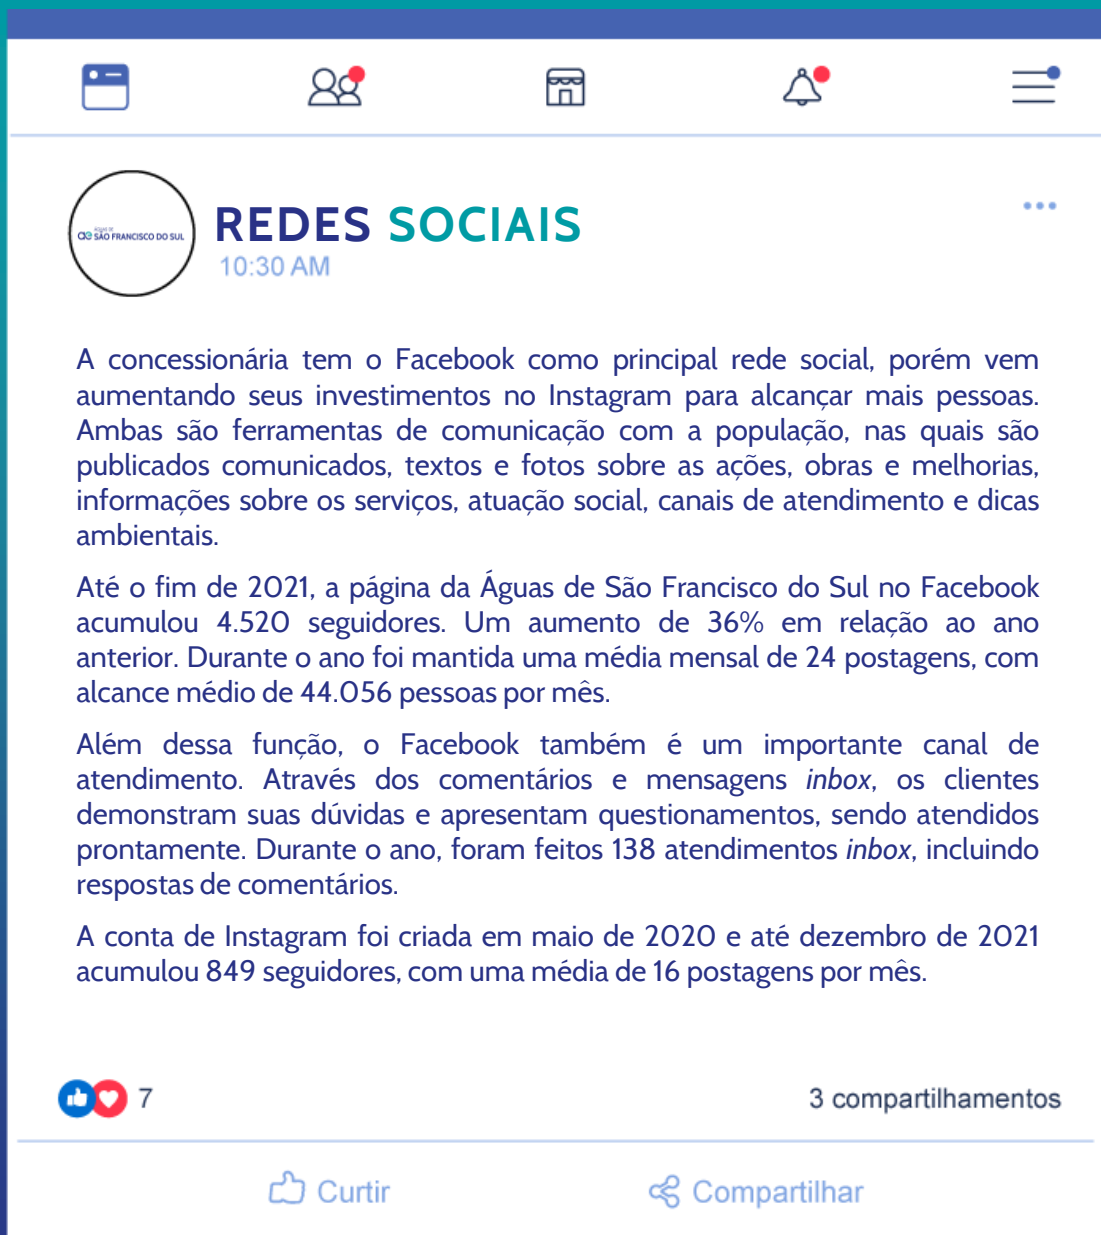 ÁGUAS DE
SÃO FRANCISCO DO SUL
REDES SOCIAIS
10:30 AM
A concessionária tem o Facebook como principal rede social, porém vem
aumentando seus investimentos no Instagram para alcançar mais pessoas.
Ambas são ferramentas de comunicação com a população, nas quais são
publicados comunicados, textos e fotos sobre as ações, obras e melhorias,
informações sobre os serviços, atuação social, canais de atendimento e dicas
ambientais.
Até o fim de 2021, a página da Águas de São Francisco do Sul no Facebook
acumulou 4.520 seguidores. Um aumento de 36% em relação ao ano
anterior. Durante o ano foi mantida uma média mensal de 24 postagens, com
alcance médio de 44.056 pessoas por mês.
Além dessa função, o Facebook também é um importante canal de
atendimento. Através dos comentários e mensagens inbox, os clientes
demonstram suas dúvidas e apresentam questionamentos, sendo atendidos
prontamente. Durante o ano, foram feitos 138 atendimentos inbox, incluindo
respostas de comentários.
A conta de Instagram foi criada em maio de 2020 e até dezembro de 2021
acumulou 849 seguidores, com uma média de 16 postagens por mês.
7
3 compartilhamentos
Curtir
Compartilhar